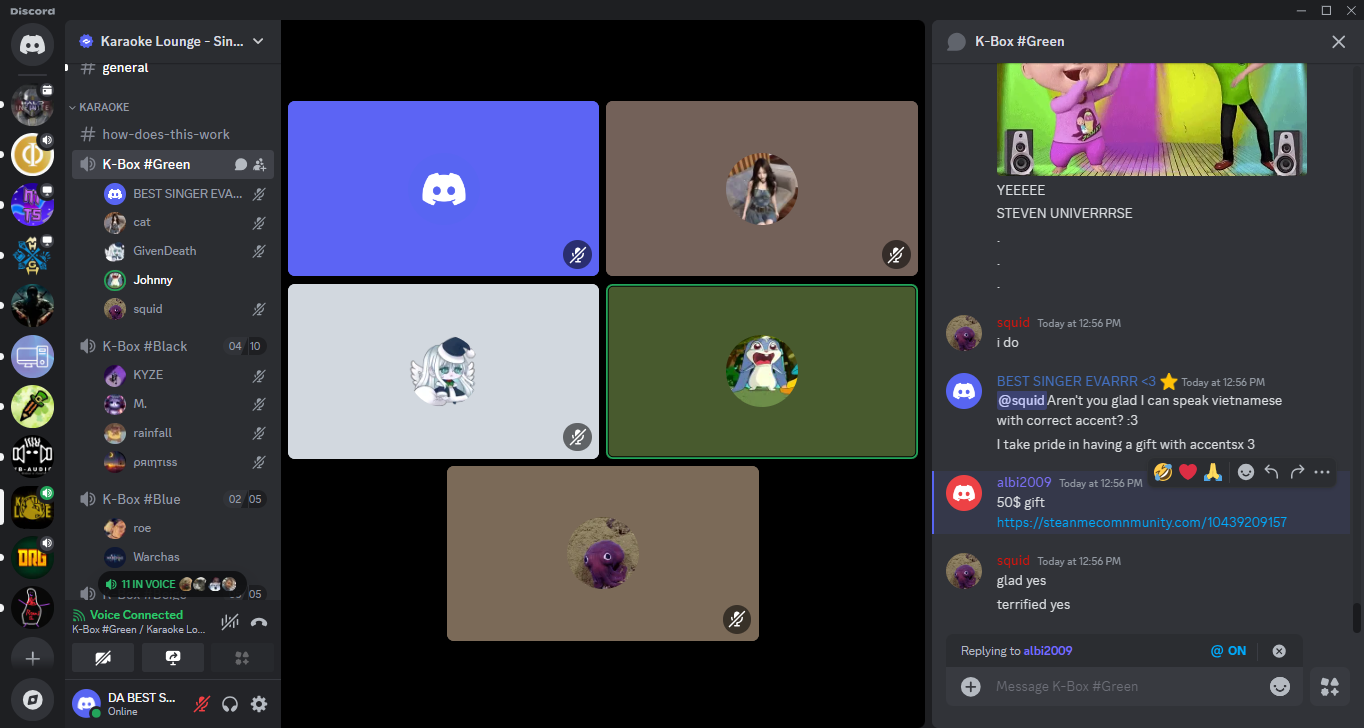 Discord
Karaoke Lounge - Sin...
# general
KARAOKE
# how-does-this-work
K-Box #Green
BEST SINGER EVA...
cat
GivenDeath
Johnny
squid
K-Box #Black
04 10
KYZE
M.
rainfall
ραιηтιѕѕ
K-Box #Blue
02 05
roe
Warchas
11 IN VOICE
05
Voice Connected
K-Box #Green / Karaoke Lo...
DA BEST S...
Online
K-Box #Green
YEEEEE
STEVEN UNIVERRRSE
.
.
.
squid Today at 12:56 PM
i do
BEST SINGER EVARRR <3 ⭐ Today at 12:56 PM
@squid Aren't you glad I can speak vietnamese
with correct accent? :3
I take pride in having a gift with accentsx 3
albi2009 Today at 12:56 PM
50$ gift
https://steanmecomnmunity.com/10439209157
squid Today at 12:56 PM
glad yes
terrified yes
Replying to albi2009
@ ON
Message K-Box #Green